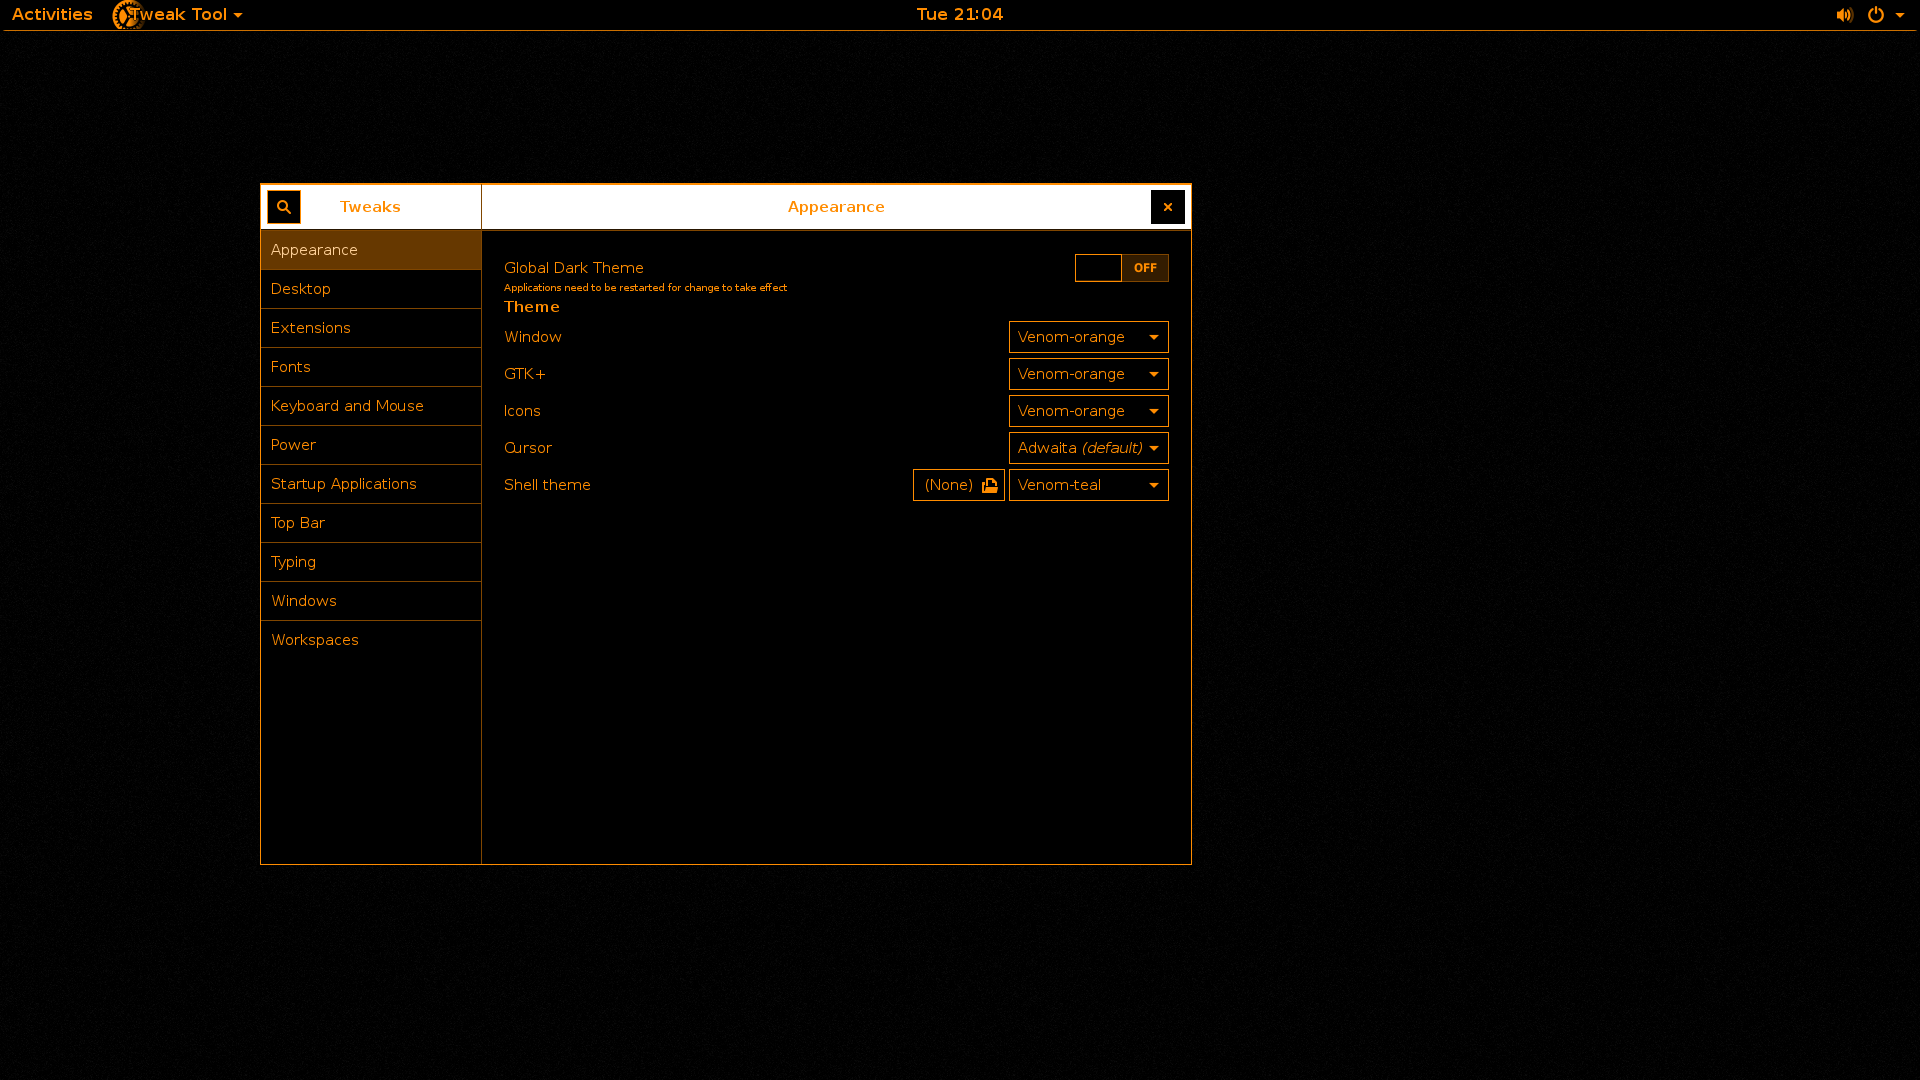 Activities Tweak Tool Tue 21:04
Tweaks Appearance
Appearance
Desktop
Extensions
Fonts
Keyboard and Mouse
Power
Startup Applications
Top Bar
Typing
Windows
Workspaces
Global Dark Theme OFF
Applications need to be restarted for change to take effect
Theme
Window Venom-orange
GTK+ Venom-orange
Icons Venom-orange
Cursor Adwaita (default)
Shell theme (None) Venom-teal